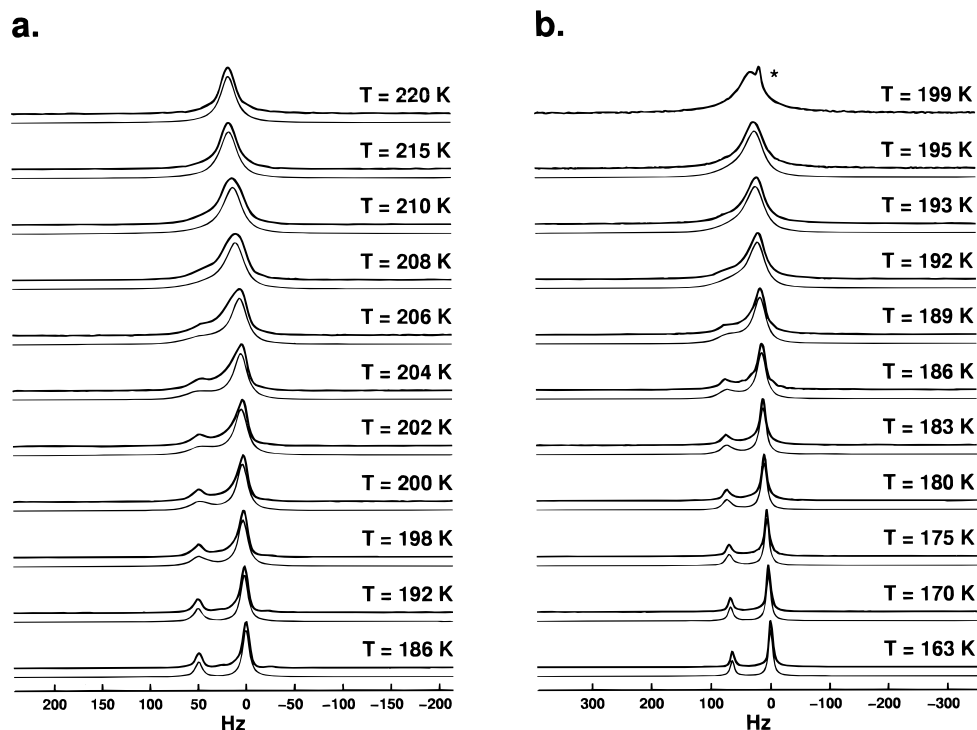 a.
T = 220 K
T = 215 K
T = 210 K
T = 208 K
T = 206 K
T = 204 K
T = 202 K
T = 200 K
T = 198 K
T = 192 K
T = 186 K
200 150 100 50 0 −50 −100 −150 −200
Hz
b.
*
T = 199 K
T = 195 K
T = 193 K
T = 192 K
T = 189 K
T = 186 K
T = 183 K
T = 180 K
T = 175 K
T = 170 K
T = 163 K
300 200 100 0 −100 −200 −300
Hz